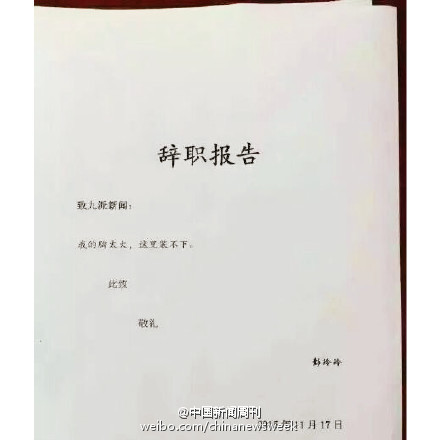 辞职报告
致九派新闻：
我的胸太大，这里装不下。
此致
敬礼
彭玲玲
2015年11月17日
@中国新闻周刊
weibo.com/chinanewsweek